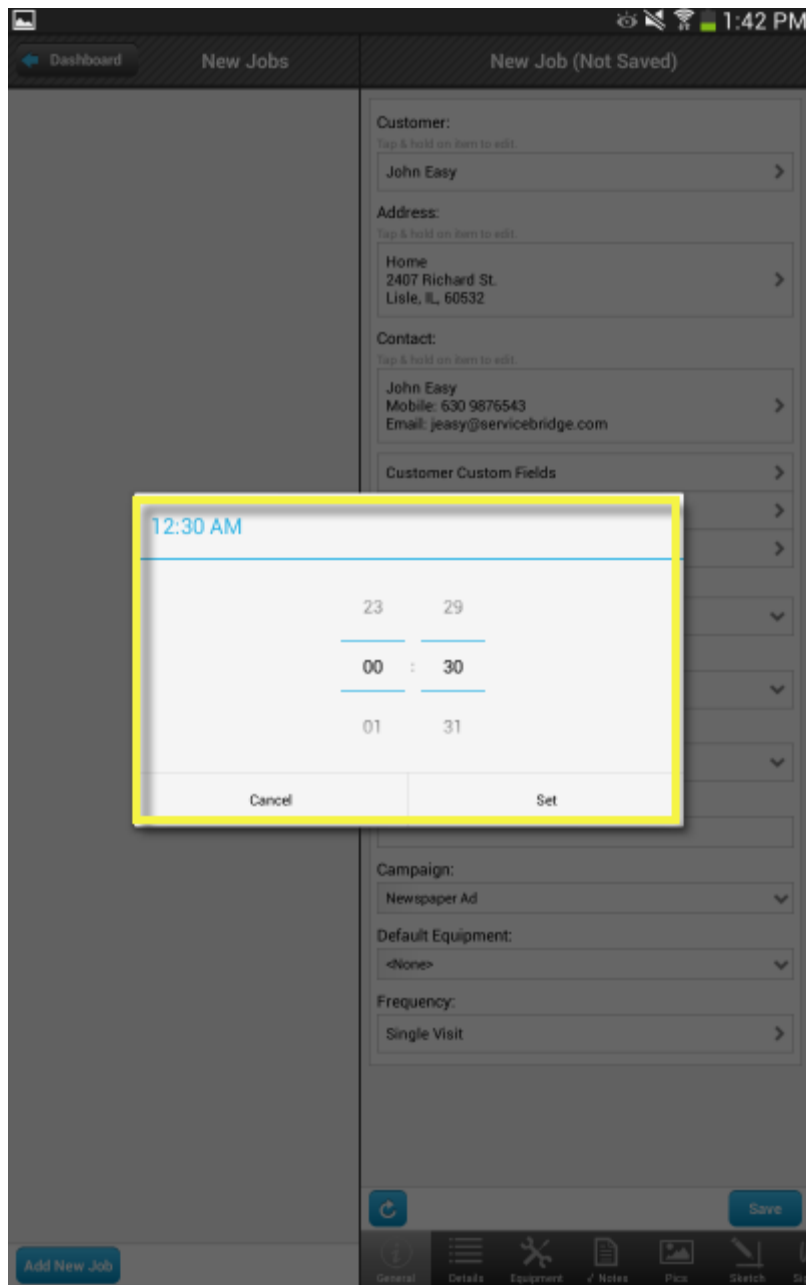 1:42 PM
Dashboard
New Jobs
New Job (Not Saved)
Customer:
Tap & hold on item to edit.
John Easy
Address:
Tap & hold on item to edit.
Home
2407 Richard St.
Lisle, IL, 60532
Contact:
Tap & hold on item to edit.
John Easy
Mobile: 630 9876543
Email: jeasy@servicebridge.com
Customer Custom Fields
12:30 AM
23 29
00 : 30
01 31
Cancel Set
Campaign:
Newspaper Ad
Default Equipment:
<None>
Frequency:
Single Visit
Save
Add New Job
General Details Equipment √ Notes Pics Sketch